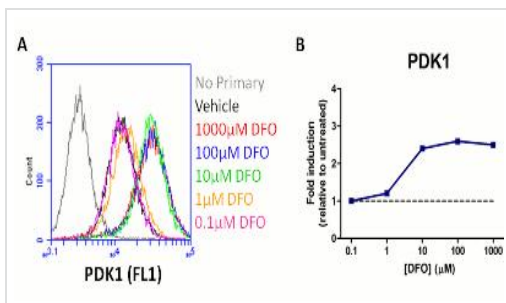 A
300
200
100
0
Count
No Primary
Vehicle
1000µM DFO
100µM DFO
10µM DFO
1µM DFO
0.1µM DFO
PDK1 (FL1)
B
PDK1
Fold induction
(relative to untreated)
4
3
2
1
0
0.1
1
10
100
1000
[DFO] (µM)